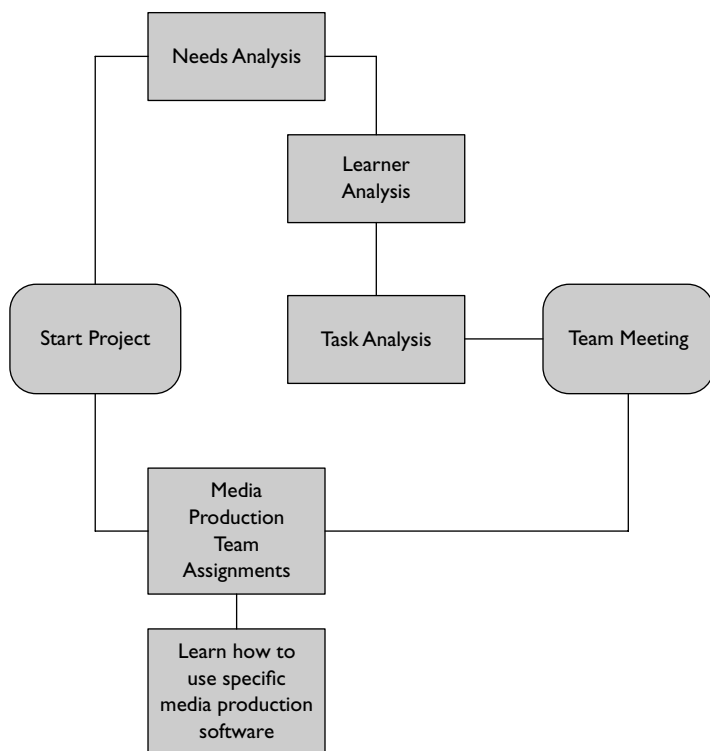 Needs Analysis
Learner
Analysis
Start Project
Task Analysis
Team Meeting
Media
Production
Team
Assignments
Learn how to
use specific
media production
software